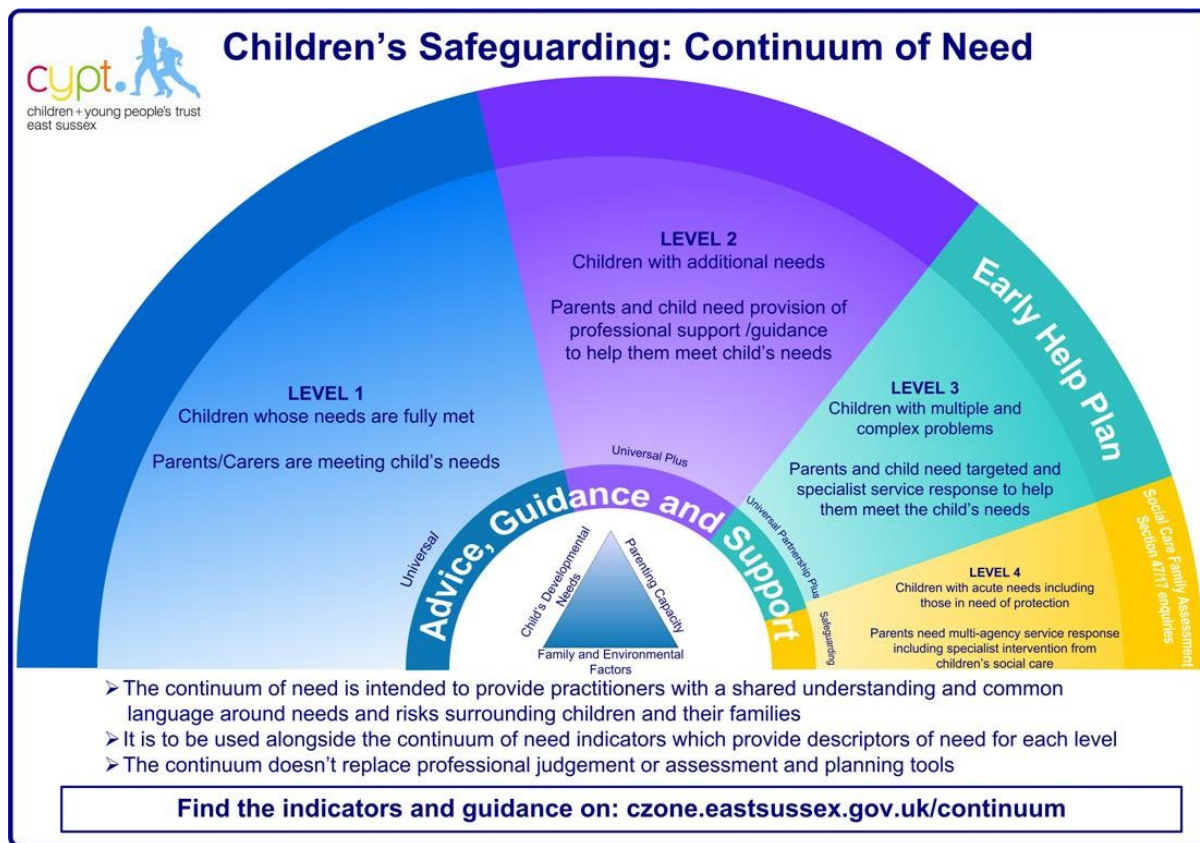 Children's Safeguarding: Continuum of Need
cypt.
children + young people's trust
east sussex
LEVEL 1
Children whose needs are fully met
Parents/Carers are meeting child's needs
Universal
LEVEL 2
Children with additional needs
Parents and child need provision of
professional support /guidance
to help them meet child's needs
Universal Plus
Early Help Plan
LEVEL 3
Children with multiple and
complex problems
Parents and child need targeted and
specialist service response to help
them meet the child's needs
Universal Partnership Plus
Social Care Family Assessment
Section 47/17 enquiries
LEVEL 4
Children with acute needs including
those in need of protection
Parents need multi-agency service response
including specialist intervention from
children's social care
Safeguarding
Advice, Guidance and Support
Child's Developmental
Needs
Parenting Capacity
Family and Environmental
Factors
➢ The continuum of need is intended to provide practitioners with a shared understanding and common
language around needs and risks surrounding children and their families
➢ It is to be used alongside the continuum of need indicators which provide descriptors of need for each level
➢ The continuum doesn't replace professional judgement or assessment and planning tools
Find the indicators and guidance on: czone.eastsussex.gov.uk/continuum